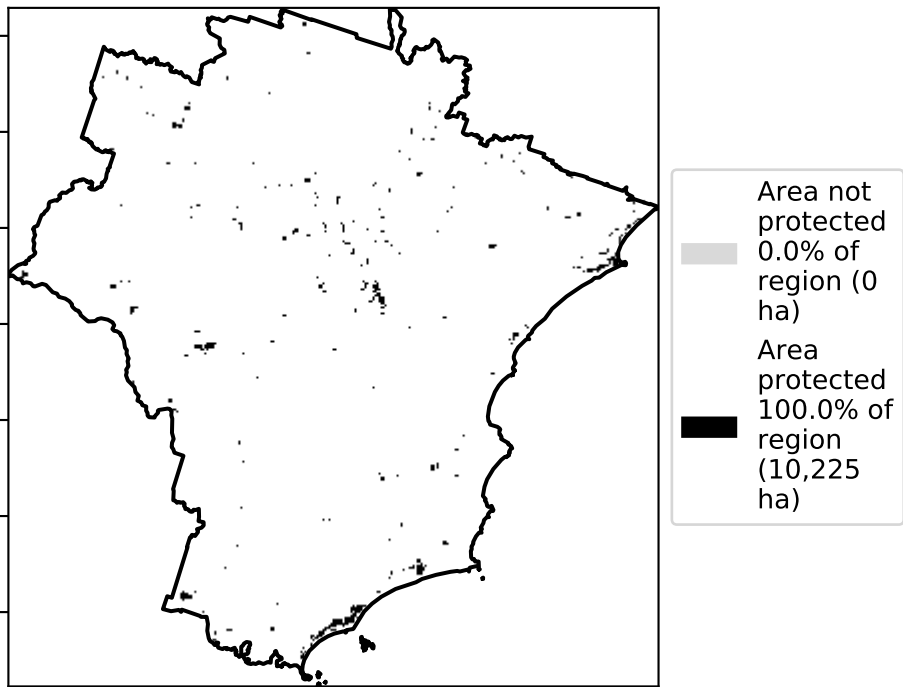 Area not
protected
0.0% of
region (0
ha)
Area
protected
100.0% of
region
(10,225
ha)